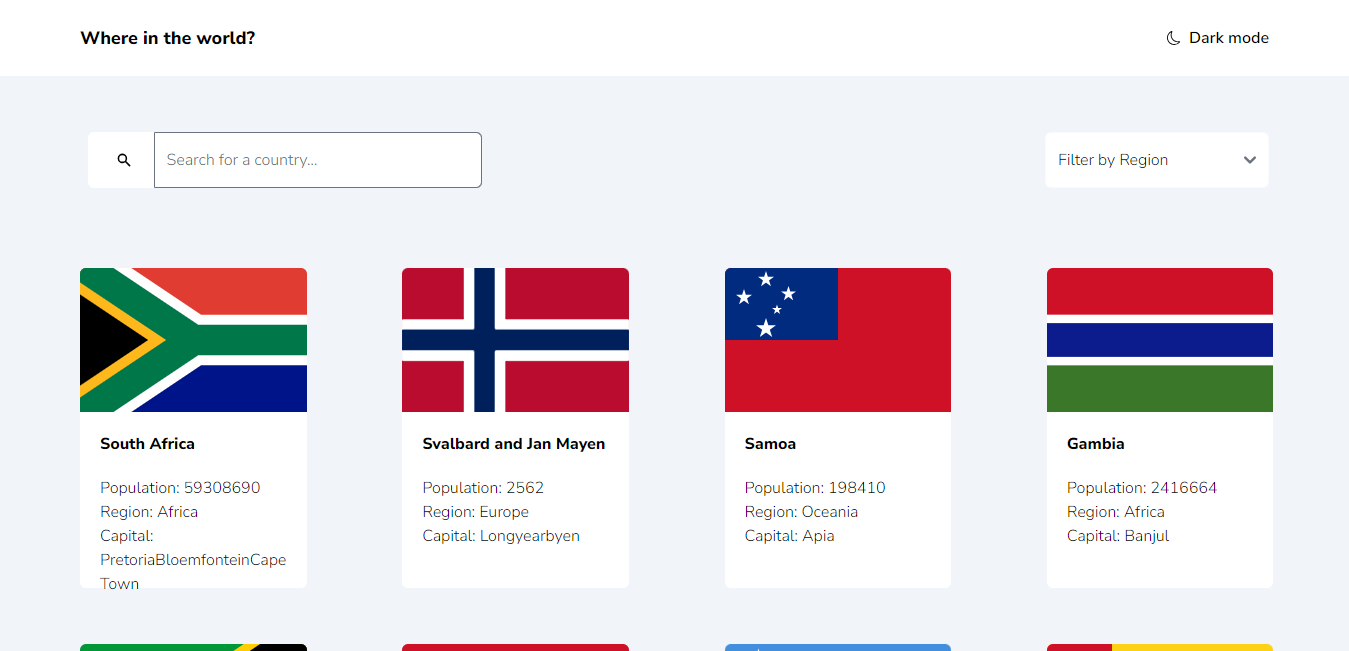 Where in the world?
Dark mode
Search for a country...
Filter by Region
South Africa
Population: 59308690
Region: Africa
Capital:
PretoriaBloemfonteinCape
Town
Svalbard and Jan Mayen
Population: 2562
Region: Europe
Capital: Longyearbyen
Samoa
Population: 198410
Region: Oceania
Capital: Apia
Gambia
Population: 2416664
Region: Africa
Capital: Banjul